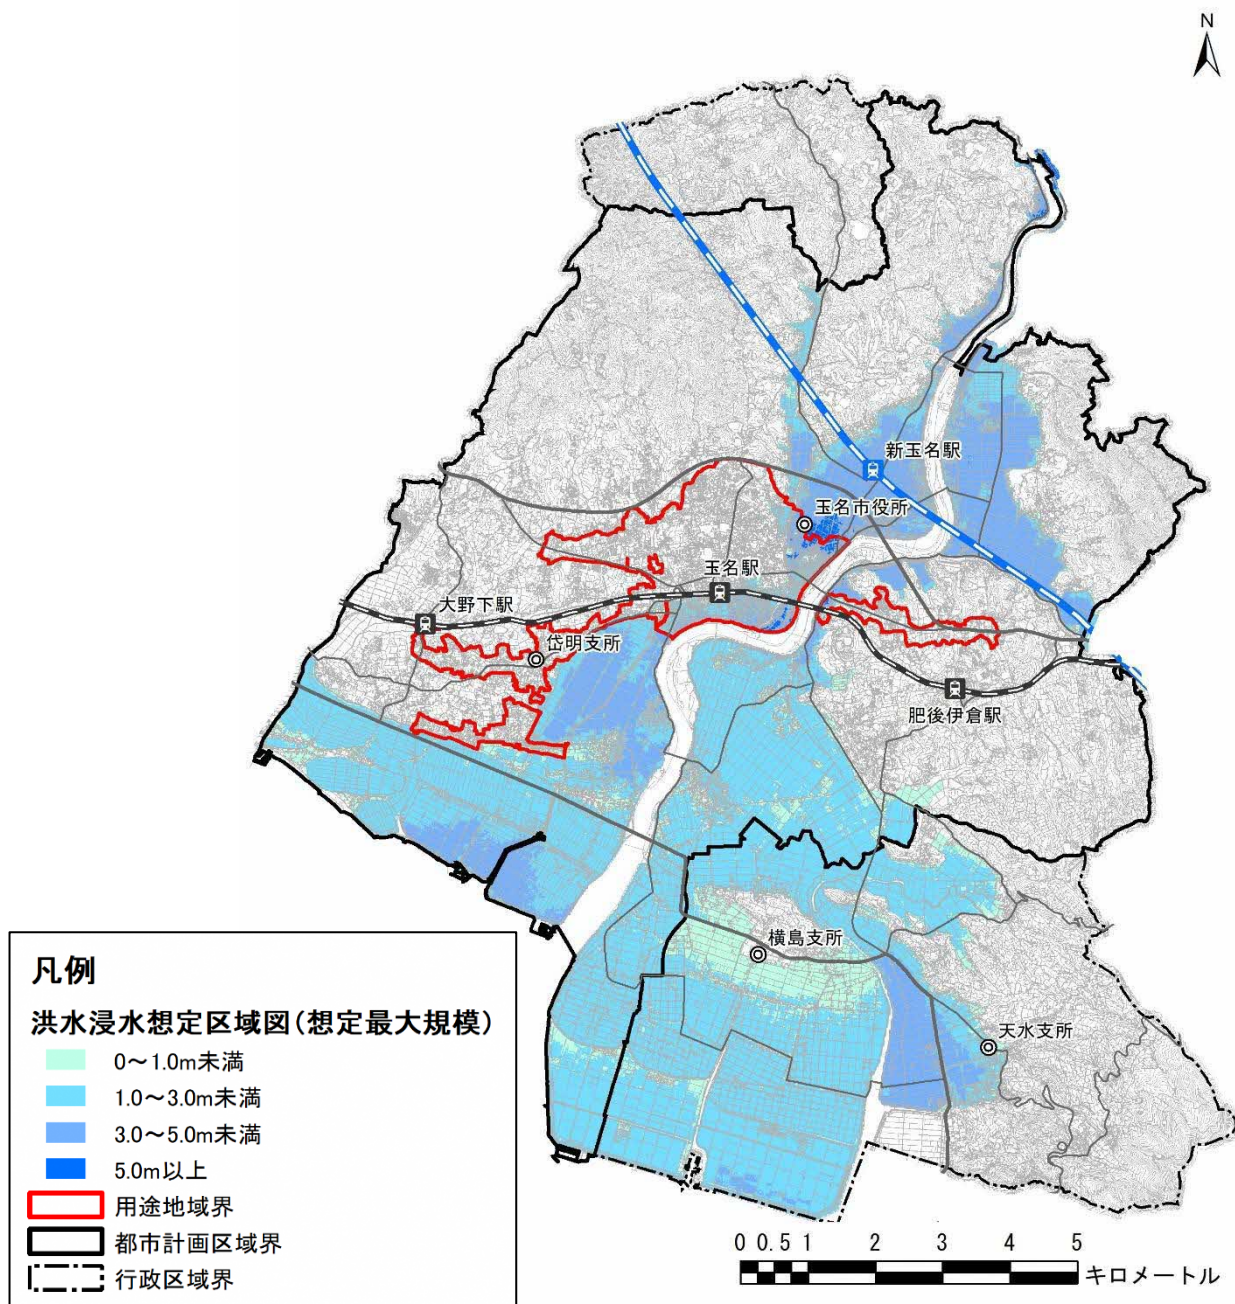 N
新玉名駅
玉名市役所
玉名駅
大野下駅
岱明支所
肥後伊倉駅
横島支所
天水支所
凡例
洪水浸水想定区域図(想定最大規模)
0～1.0m未満
1.0～3.0m未満
3.0～5.0m未満
5.0m以上
用途地域界
都市計画区域界
行政区域界
0 0.5 1 2 3 4 5
キロメートル